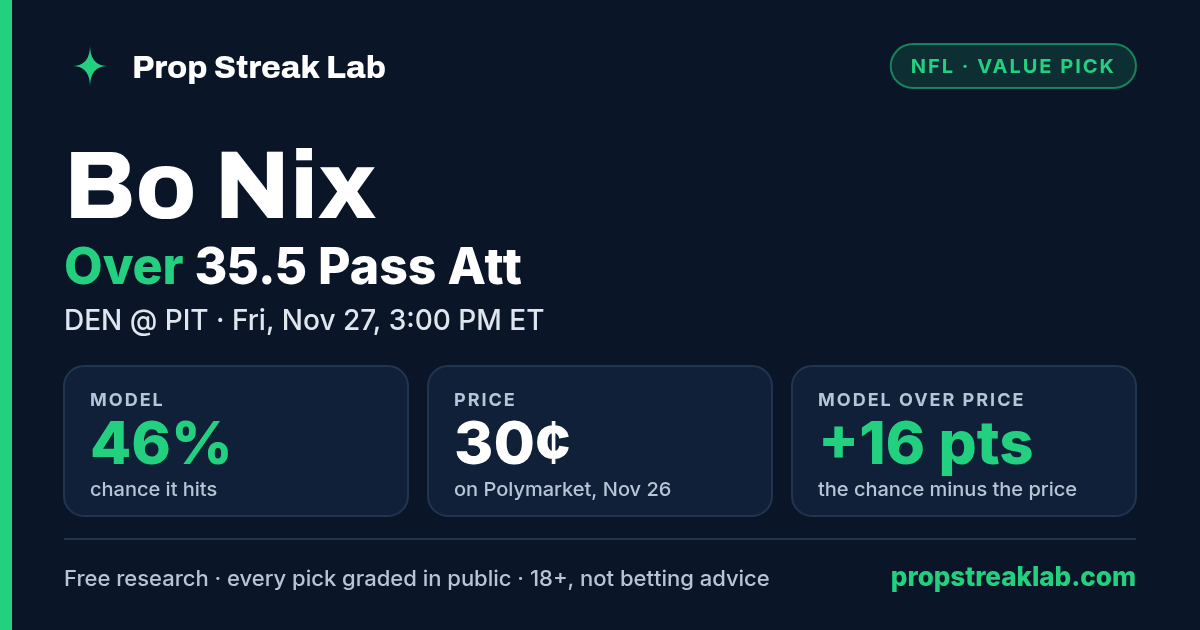 Prop Streak Lab
NFL · VALUE PICK
Bo Nix
Over 35.5 Pass Att
DEN @ PIT · Fri, Nov 27, 3:00 PM ET
MODEL
46%
chance it hits
PRICE
30¢
on Polymarket, Nov 26
MODEL OVER PRICE
+16 pts
the chance minus the price
Free research · every pick graded in public · 18+, not betting advice
propstreaklab.com